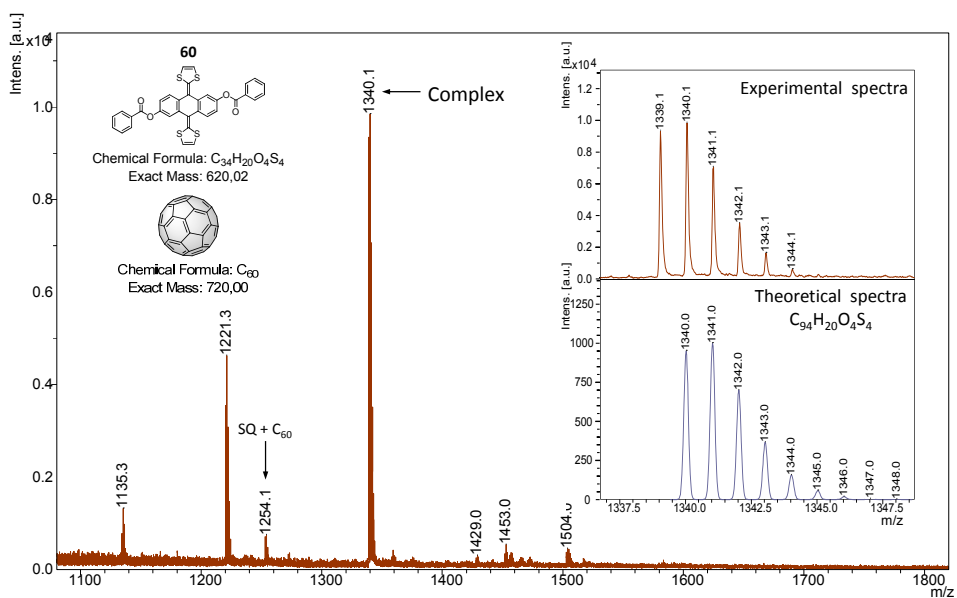 Intens. [a.u.]
x10⁴
1.0
0.8
0.6
0.4
0.2
0.0
60
S
S
O
O
O
O
S
S
Chemical Formula: C₃₄H₂₀O₄S₄
Exact Mass: 620,02
Chemical Formula: C₆₀
Exact Mass: 720,00
1340.1
Complex
1221.3
SQ + C₆₀
1135.3
1254.1
1429.0
1453.0
1504.0
1100
1200
1300
1400
1500
1600
1700
1800
m/z
Intens. [a.u.]
x10⁴
Experimental spectra
1.2
1.0
0.8
0.6
0.4
0.2
0.0
1339.1
1340.1
1341.1
1342.1
1343.1
1344.1
Intens. [a.u.]
Theoretical spectra
C₉₄H₂₀O₄S₄
1000
750
500
250
0
1340.0
1341.0
1342.0
1343.0
1344.0
1345.0
1346.0
1347.0
1348.0
1337.5
1340.0
1342.5
1345.0
1347.5
m/z